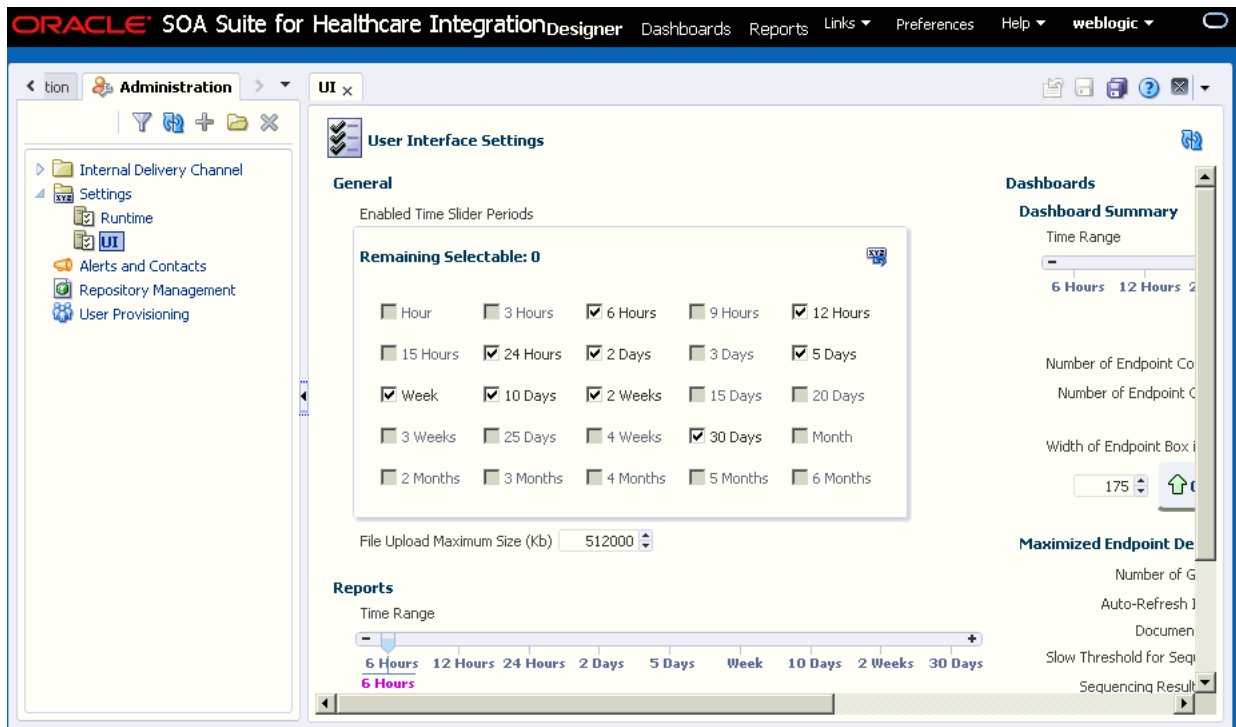 ORACLE SOA Suite for Healthcare Integration Designer Dashboards Reports Links Preferences Help weblogic
tion Administration UI
User Interface Settings
Internal Delivery Channel
Settings
Runtime
UI
Alerts and Contacts
Repository Management
User Provisioning
General
Enabled Time Slider Periods
Remaining Selectable: 0
Hour 3 Hours 6 Hours 9 Hours 12 Hours
15 Hours 24 Hours 2 Days 3 Days 5 Days
Week 10 Days 2 Weeks 15 Days 20 Days
3 Weeks 25 Days 4 Weeks 30 Days Month
2 Months 3 Months 4 Months 5 Months 6 Months
File Upload Maximum Size (Kb) 512000
Reports
Time Range
6 Hours 12 Hours 24 Hours 2 Days 5 Days Week 10 Days 2 Weeks 30 Days
6 Hours
Dashboards
Dashboard Summary
Time Range
6 Hours 12 Hours 2
Number of Endpoint Co
Number of Endpoint
Width of Endpoint Box i
175
Maximized Endpoint De
Number of G
Auto-Refresh
Documen
Slow Threshold for Seq
Sequencing Result